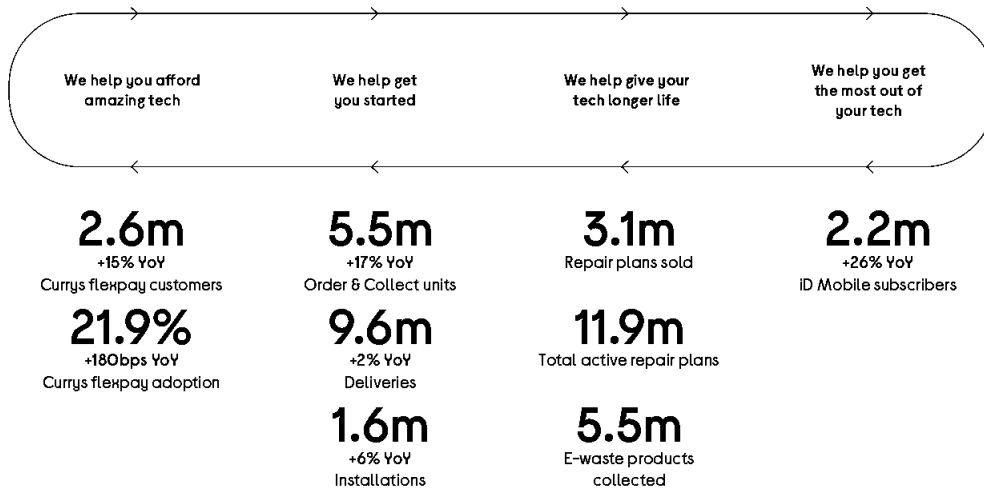 We help you afford
amazing tech
We help get
you started
We help give your
tech longer life
We help you get
the most out of
your tech
2.6m
+15% YoY
Currys flexpay customers
21.9%
+180bps YoY
Currys flexpay adoption
5.5m
+17% YoY
Order & Collect units
9.6m
+2% YoY
Deliveries
1.6m
+6% YoY
Installations
3.1m
Repair plans sold
11.9m
Total active repair plans
5.5m
E-waste products
collected
2.2m
+26% YoY
iD Mobile subscribers